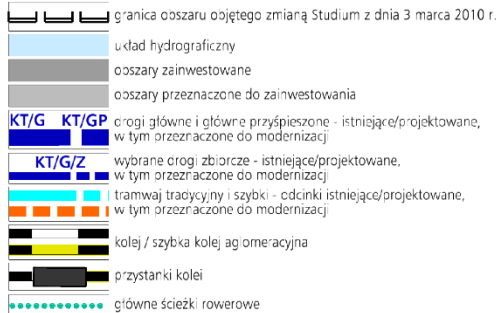 granica obszaru objętego zmianą Studium z dnia 3 marca 2010 r.
układ hydrograficzny
obszary zainwestowane
obszary przeznaczone do zainwestowania
KT/G KT/GP drogi główne i główne przyśpieszone - istniejące/projektowane,
w tym przeznaczone do modernizacji
KT/G/Z wybrane drogi zbiorcze - istniejące/projektowane,
w tym przeznaczone do modernizacji
tramwaj tradycyjny i szybki - odcinki istniejące/projektowane,
w tym przeznaczone do modernizacji
kolej / szybka kolej aglomeracyjna
przystanki kolei
główne ścieżki rowerowe